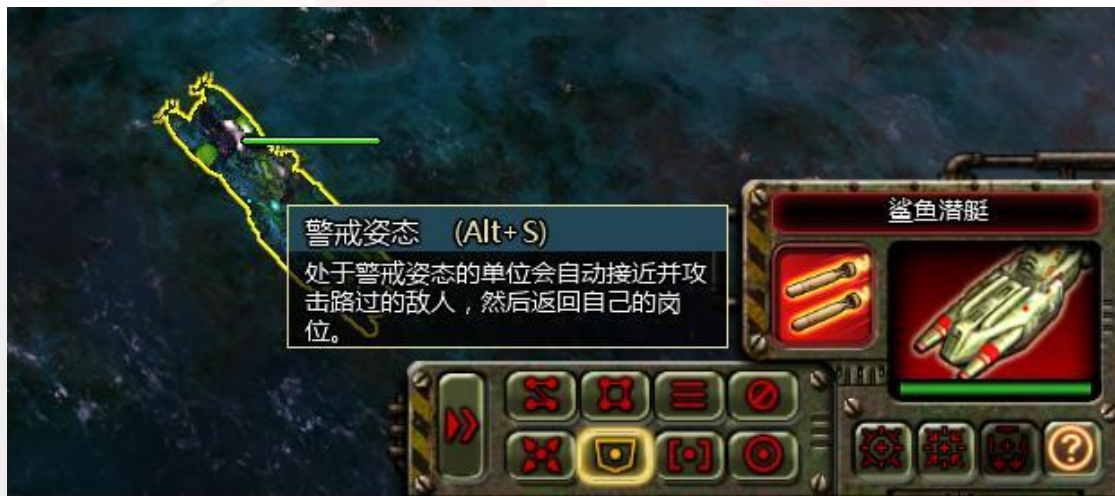 鲨鱼潜艇
警戒姿态 (Alt+S)
处于警戒姿态的单位会自动接近并攻
击路过的敌人，然后返回自己的岗
位。
?